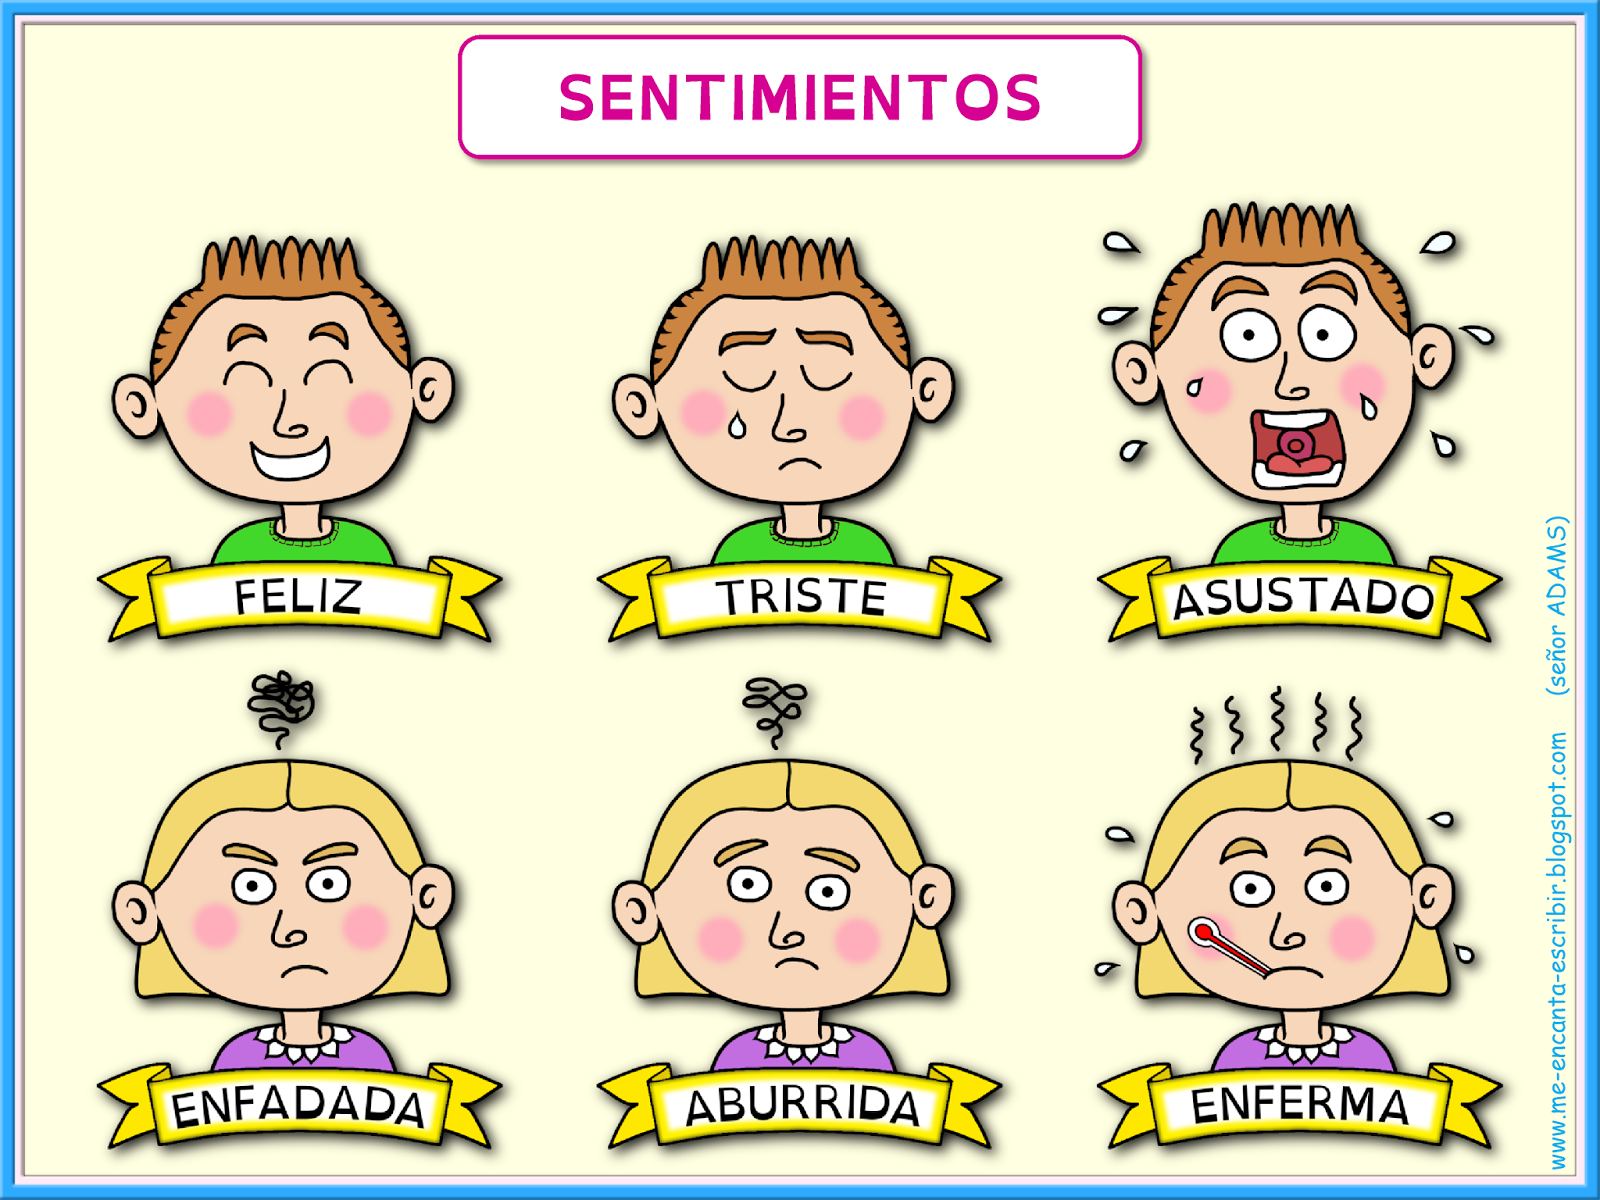 SENTIMIENTOS
FELIZ
TRISTE
ASUSTADO
ENFADADA
ABURRIDA
ENFERMA
www.me-encanta-escribir.blogspot.com (señor ADAMS)